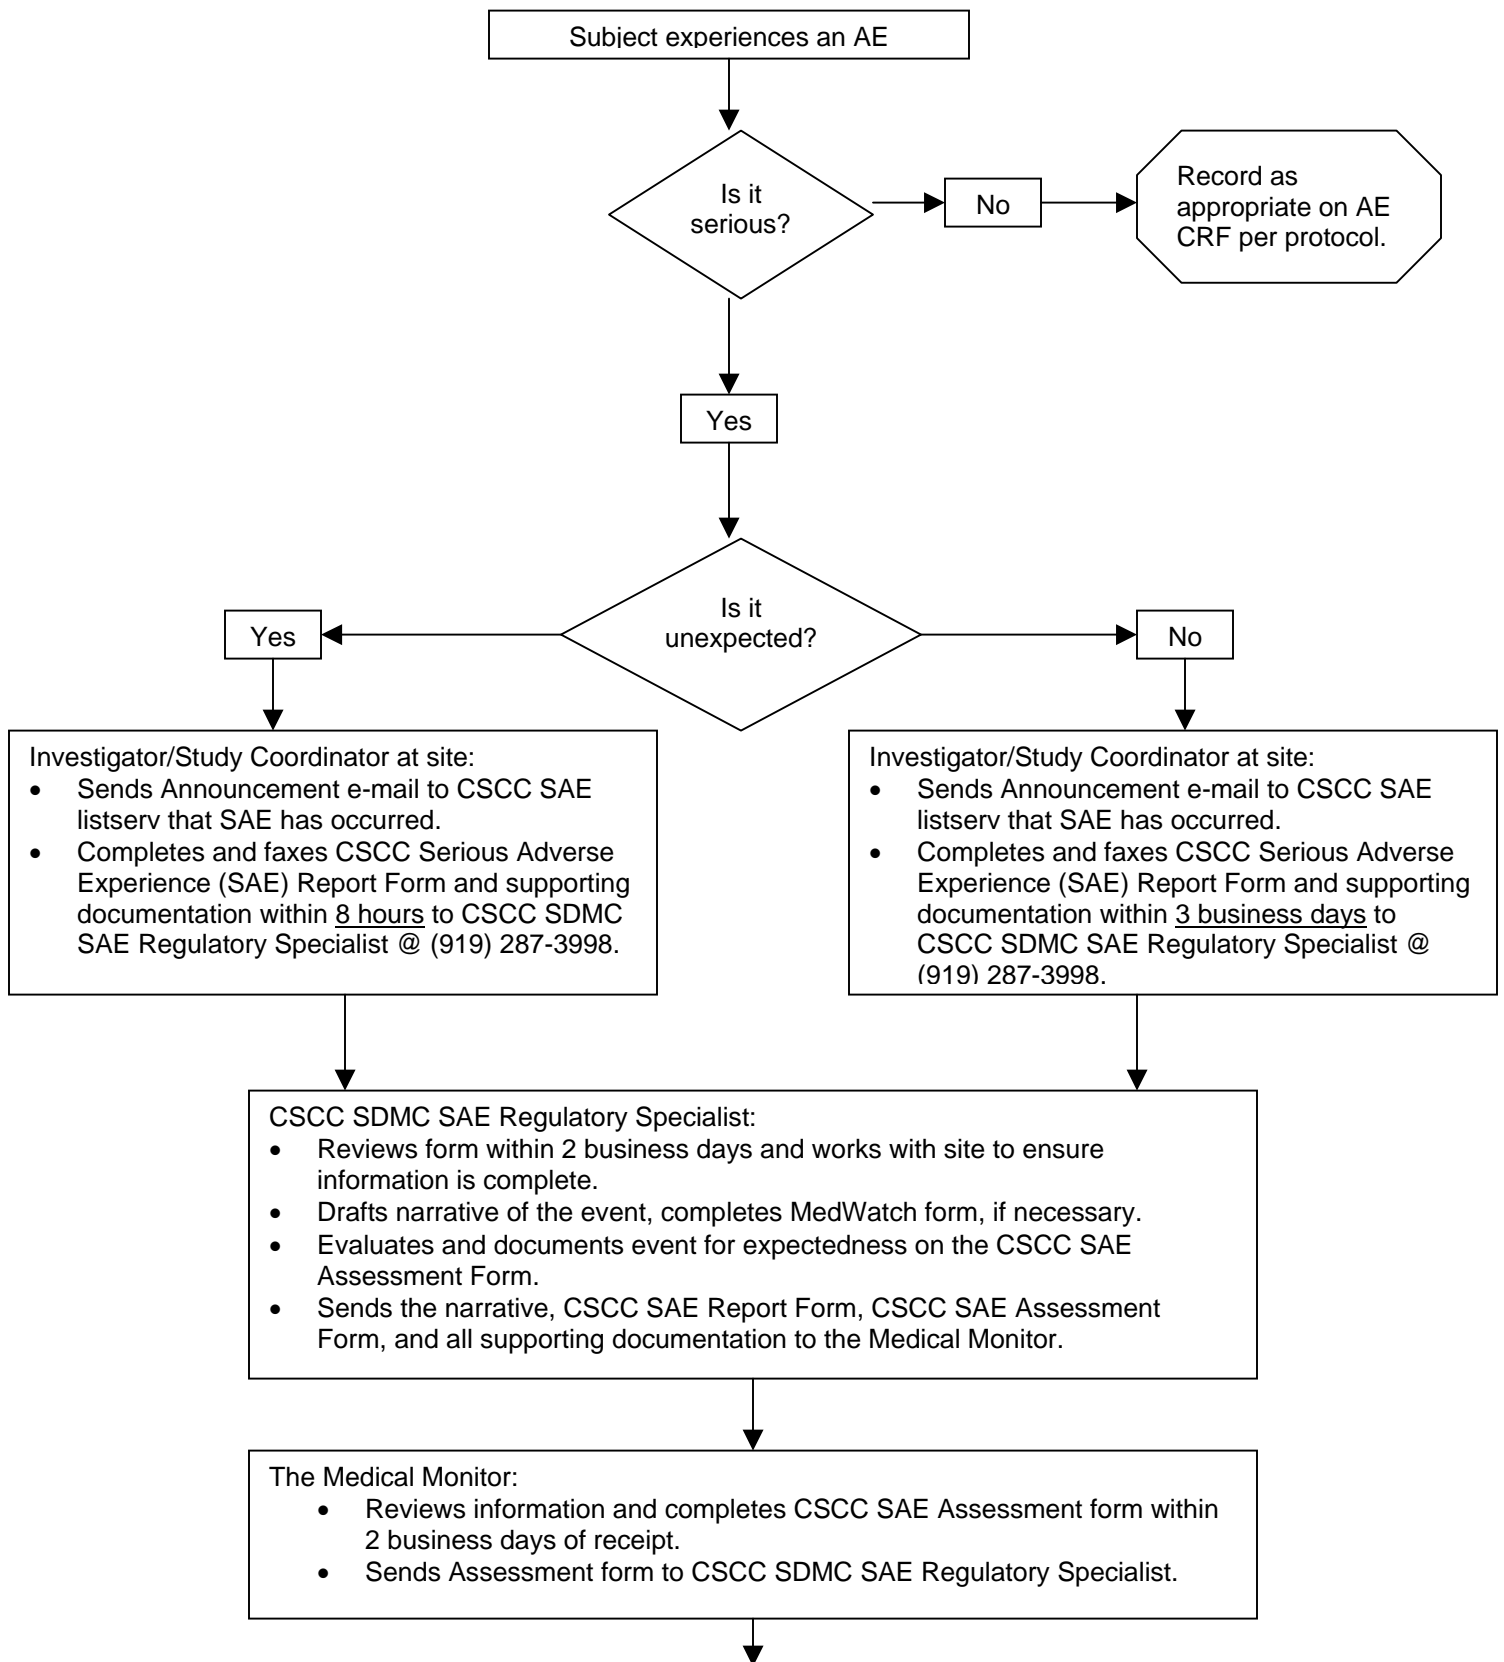 Subject experiences an AE
Is it
serious?
No
Record as
appropriate on AE
CRF per protocol.
Yes
Is it
unexpected?
Yes
No
Investigator/Study Coordinator at site:
• Sends Announcement e-mail to CSCC SAE
listserv that SAE has occurred.
• Completes and faxes CSCC Serious Adverse
Experience (SAE) Report Form and supporting
documentation within 8 hours to CSCC SDMC
SAE Regulatory Specialist @ (919) 287-3998.
Investigator/Study Coordinator at site:
• Sends Announcement e-mail to CSCC SAE
listserv that SAE has occurred.
• Completes and faxes CSCC Serious Adverse
Experience (SAE) Report Form and supporting
documentation within 3 business days to
CSCC SDMC SAE Regulatory Specialist @
(919) 287-3998.
CSCC SDMC SAE Regulatory Specialist:
• Reviews form within 2 business days and works with site to ensure
information is complete.
• Drafts narrative of the event, completes MedWatch form, if necessary.
• Evaluates and documents event for expectedness on the CSCC SAE
Assessment Form.
• Sends the narrative, CSCC SAE Report Form, CSCC SAE Assessment
Form, and all supporting documentation to the Medical Monitor.
The Medical Monitor:
• Reviews information and completes CSCC SAE Assessment form within
2 business days of receipt.
• Sends Assessment form to CSCC SDMC SAE Regulatory Specialist.